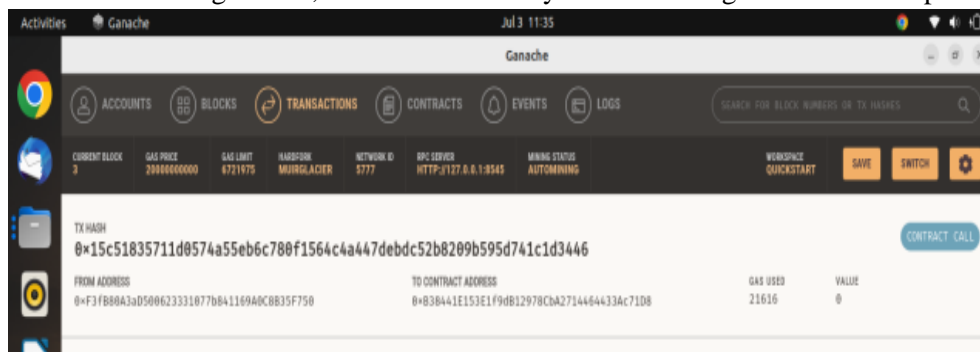 Activities Ganache Jul 3 11:35
Ganache
ACCOUNTS BLOCKS TRANSACTIONS CONTRACTS EVENTS LOGS SEARCH FOR BLOCK NUMBERS OR TX HASHES
CURRENT BLOCK GAS PRICE GAS LIMIT HARDFORK NETWORK ID RPC SERVER MINING STATUS WORKSPACE
3 20000000000 6721975 MUIRGLACIER 5777 HTTP://127.0.0.1:8545 AUTOMINING QUICKSTART SAVE SWITCH
TX HASH
0×15c51835711d0574a55eb6c780f1564c4a447debdc52b8209b595d741c1d3446
CONTRACT CALL
FROM ADDRESS TO CONTRACT ADDRESS GAS USED VALUE
0×F3fB80A3aD500623331077b841169A0C8B35F750 0×B38441E153E1f9dB12978CbA2714464433Ac71D8 21616 0